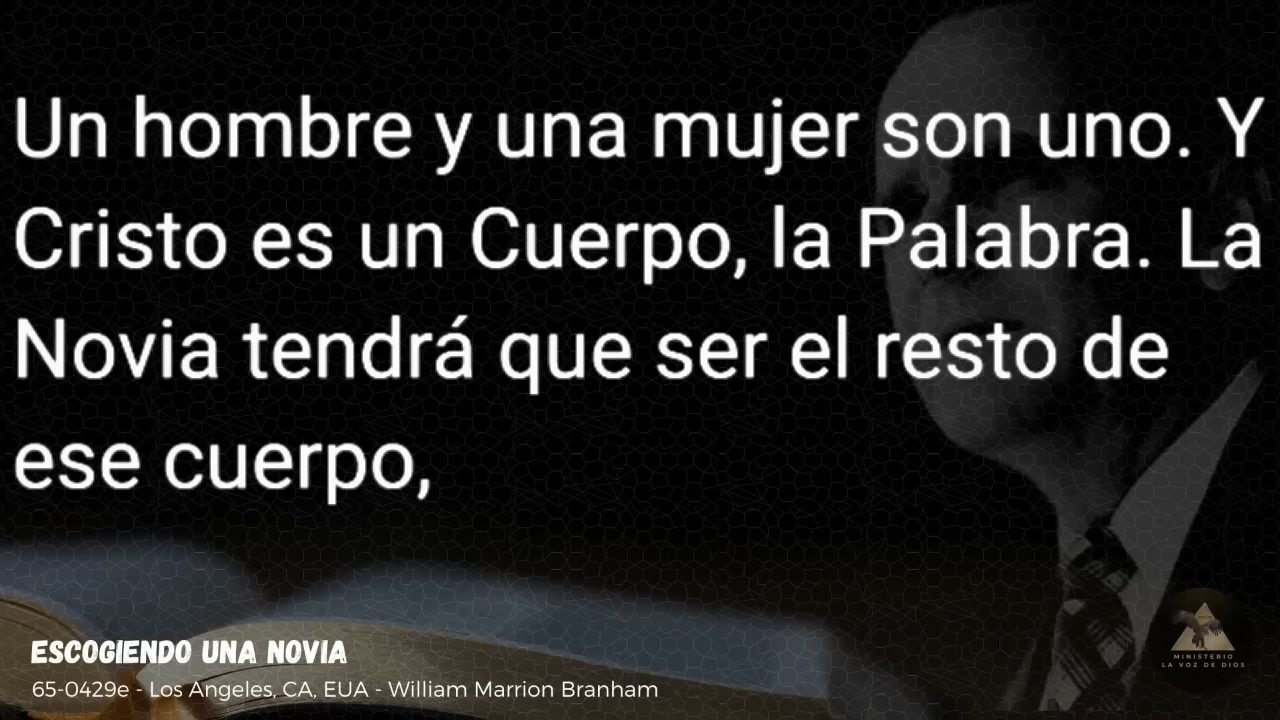 Un hombre y una mujer son uno. Y
Cristo es un Cuerpo, la Palabra. La
Novia tendrá que ser el resto de
ese cuerpo,
ESCOGIENDO UNA NOVIA
65-0429e - Los Angeles, CA, EUA - William Marrion Branham
MINISTERIO
LA VOZ DE DIOS